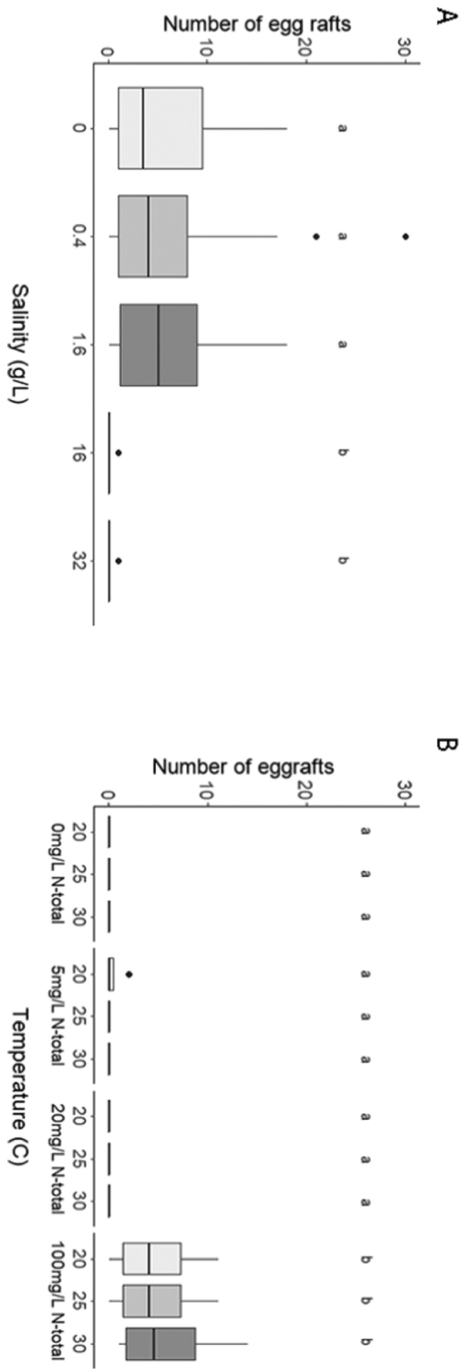 A
Number of egg rafts
0 10 20 30
a a a b b
0 0.4 1.6 16 32
Salinity (g/L)
B
Number of eggrafts
0 10 20 30
a a a a a a a a a b b b
20 25 30 20 25 30 20 25 30 20 25 30
0mg/L N-total 5mg/L N-total 20mg/L N-total 100mg/L N-total
Temperature (C)